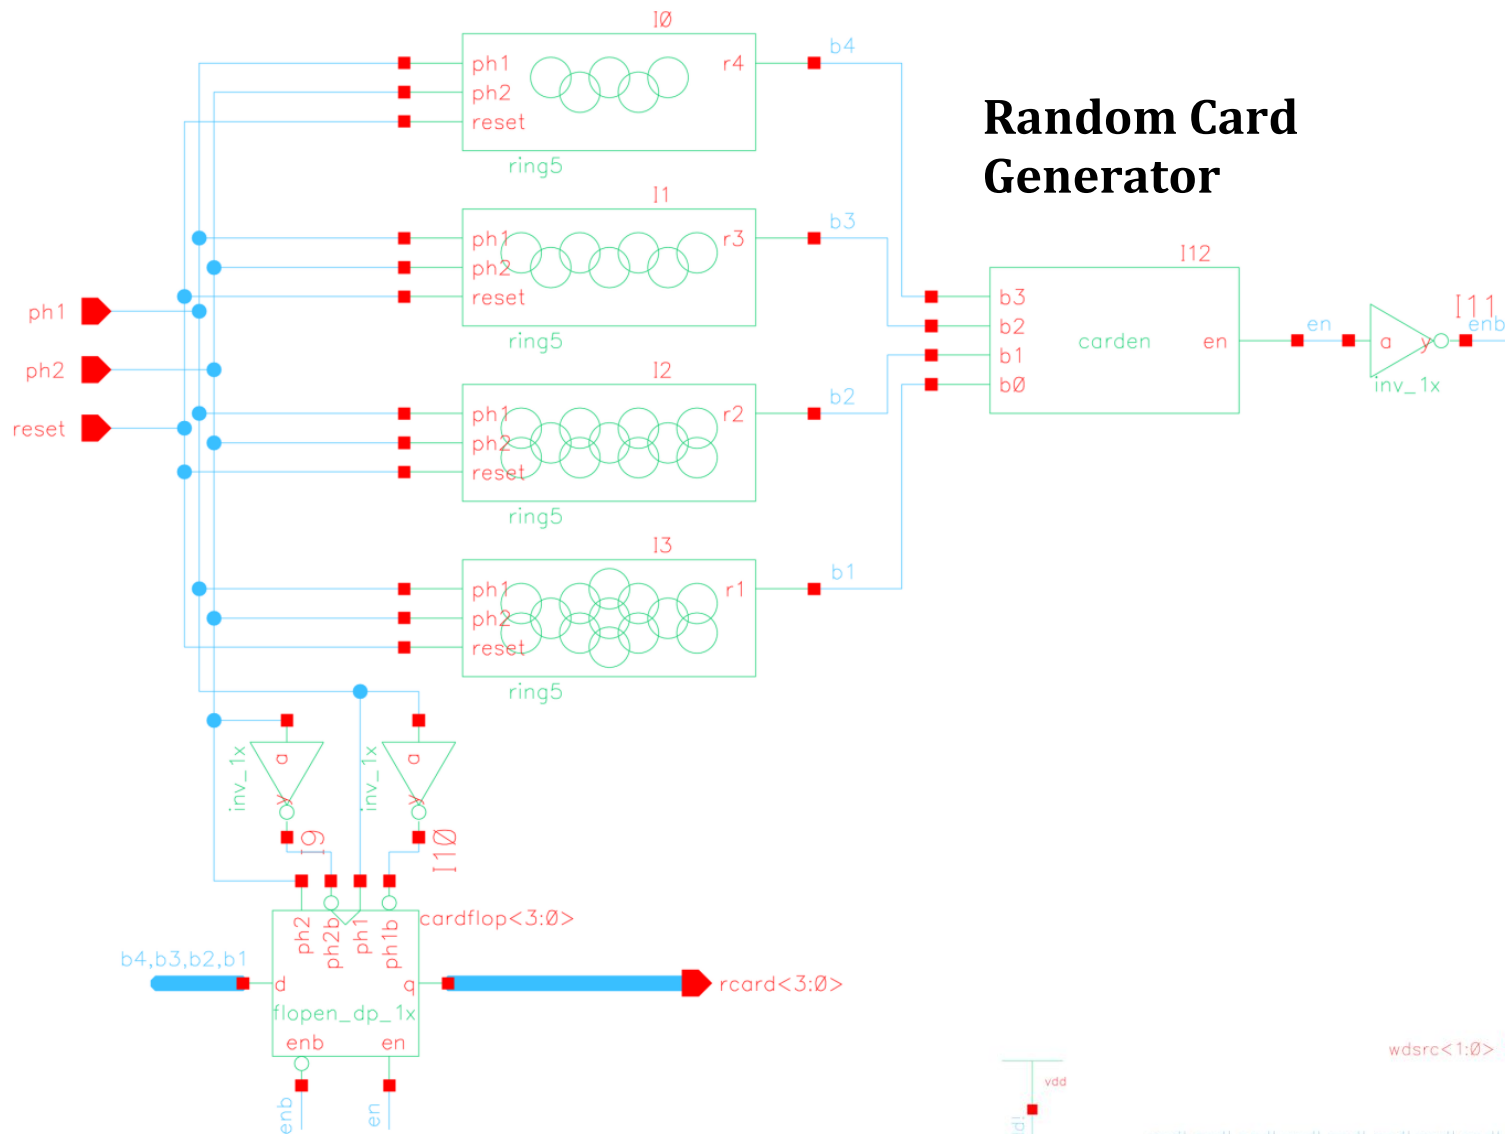 I0
b4
ph1
r4
ph2
reset
ring5
Random Card
Generator
I1
b3
ph1
r3
ph2
reset
ring5
I12
b3
b2
carden
en
b1
b0
en
I11
a
y
enb
inv_1x
ph1
ph2
reset
I2
b2
ph1
r2
ph2
reset
ring5
I3
b1
ph1
r1
ph2
reset
ring5
inv_1x
a
y
I9
inv_1x
a
y
I10
ph2
ph2b
ph1
ph1b
cardflop<3:0>
b4,b3,b2,b1
d
q
rcard<3:0>
flopen_dp_1x
enb
en
enb
en
wdsrc<1:0>
vdd